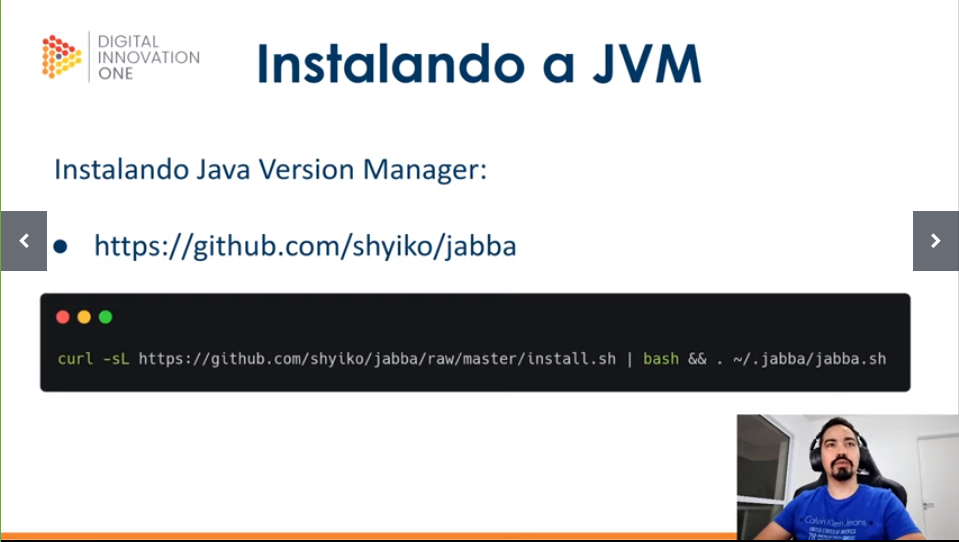 DIGITAL
INNOVATION
ONE
Instalando a JVM
Instalando Java Version Manager:
● https://github.com/shyiko/jabba
curl -sL https://github.com/shyiko/jabba/raw/master/install.sh | bash && . ~/.jabba/jabba.sh
Calvin Klein Jeans